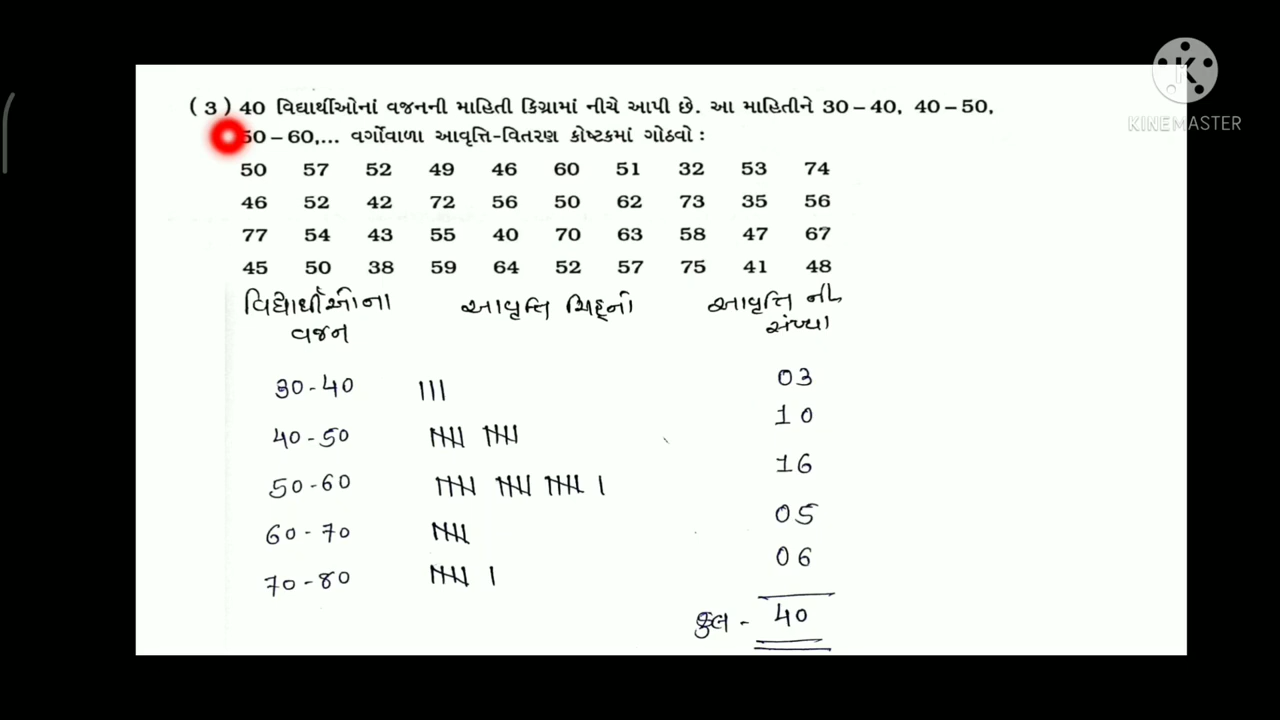 KINEMASTER
( 3 ) 40 વિદ્યાર્થીઓનાં વજનની માહિતી કિગ્રામાં નીચે આપી છે. આ માહિતીને 30 – 40, 40 – 50,
50 – 60,... વર્ગોવાળા આવૃત્તિ-વિતરણ કોષ્ટકમાં ગોઠવો :
50 57 52 49 46 60 51 32 53 74
46 52 42 72 56 50 62 73 35 56
77 54 43 55 40 70 63 58 47 67
45 50 38 59 64 52 57 75 41 48
વિદ્યાર્થીઓના વજન આવૃત્તિ ચિહ્નો આવૃત્તિ ની સંખ્યા
30-40 03
40-50 10
50-60 16
60-70 05
70-80 06
કુલ - 40